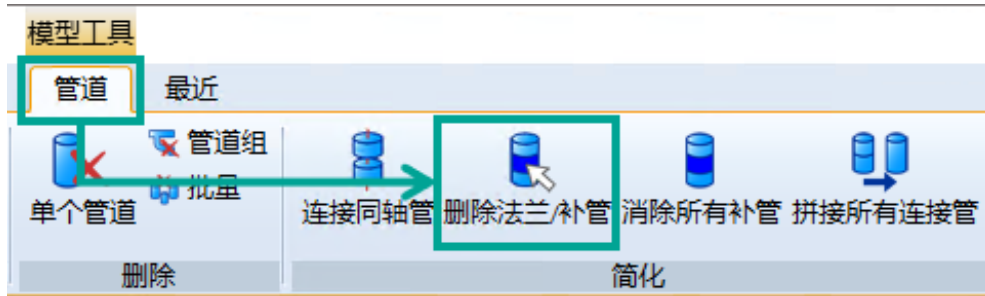 模型工具
管道 最近
管道组
批量
单个管道
连接同轴管 删除法兰/补管 消除所有补管 拼接所有连接管
删除 简化